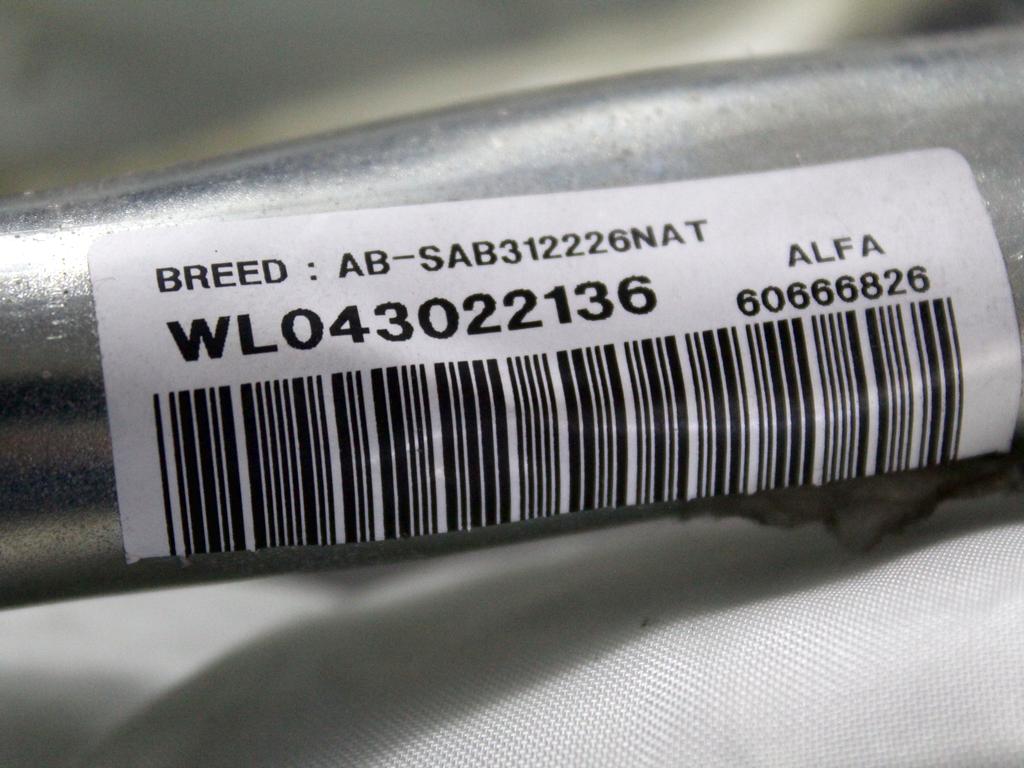 BREED : AB-SAB312226NAT
WL043022136
ALFA
60666826